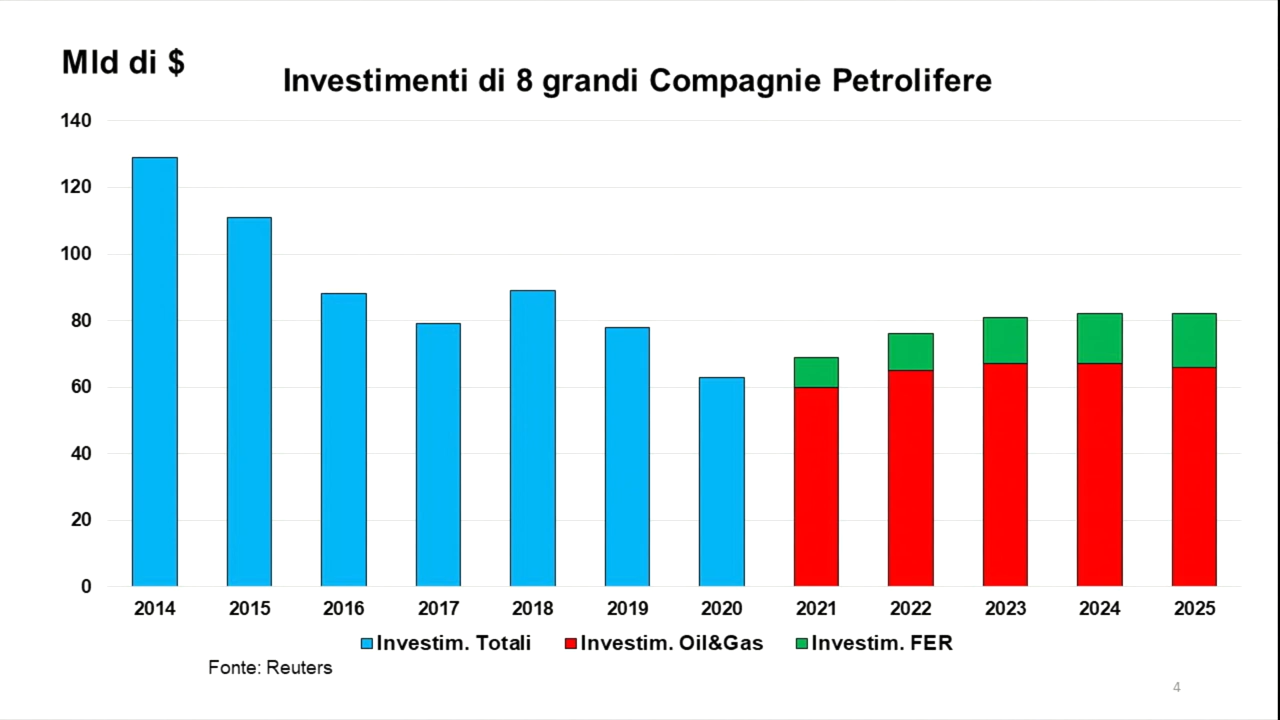 Mld di $
Investimenti di 8 grandi Compagnie Petrolifere
140
120
100
80
60
40
20
0
2014 2015 2016 2017 2018 2019 2020 2021 2022 2023 2024 2025
Investim. Totali Investim. Oil&Gas Investim. FER
Fonte: Reuters
4